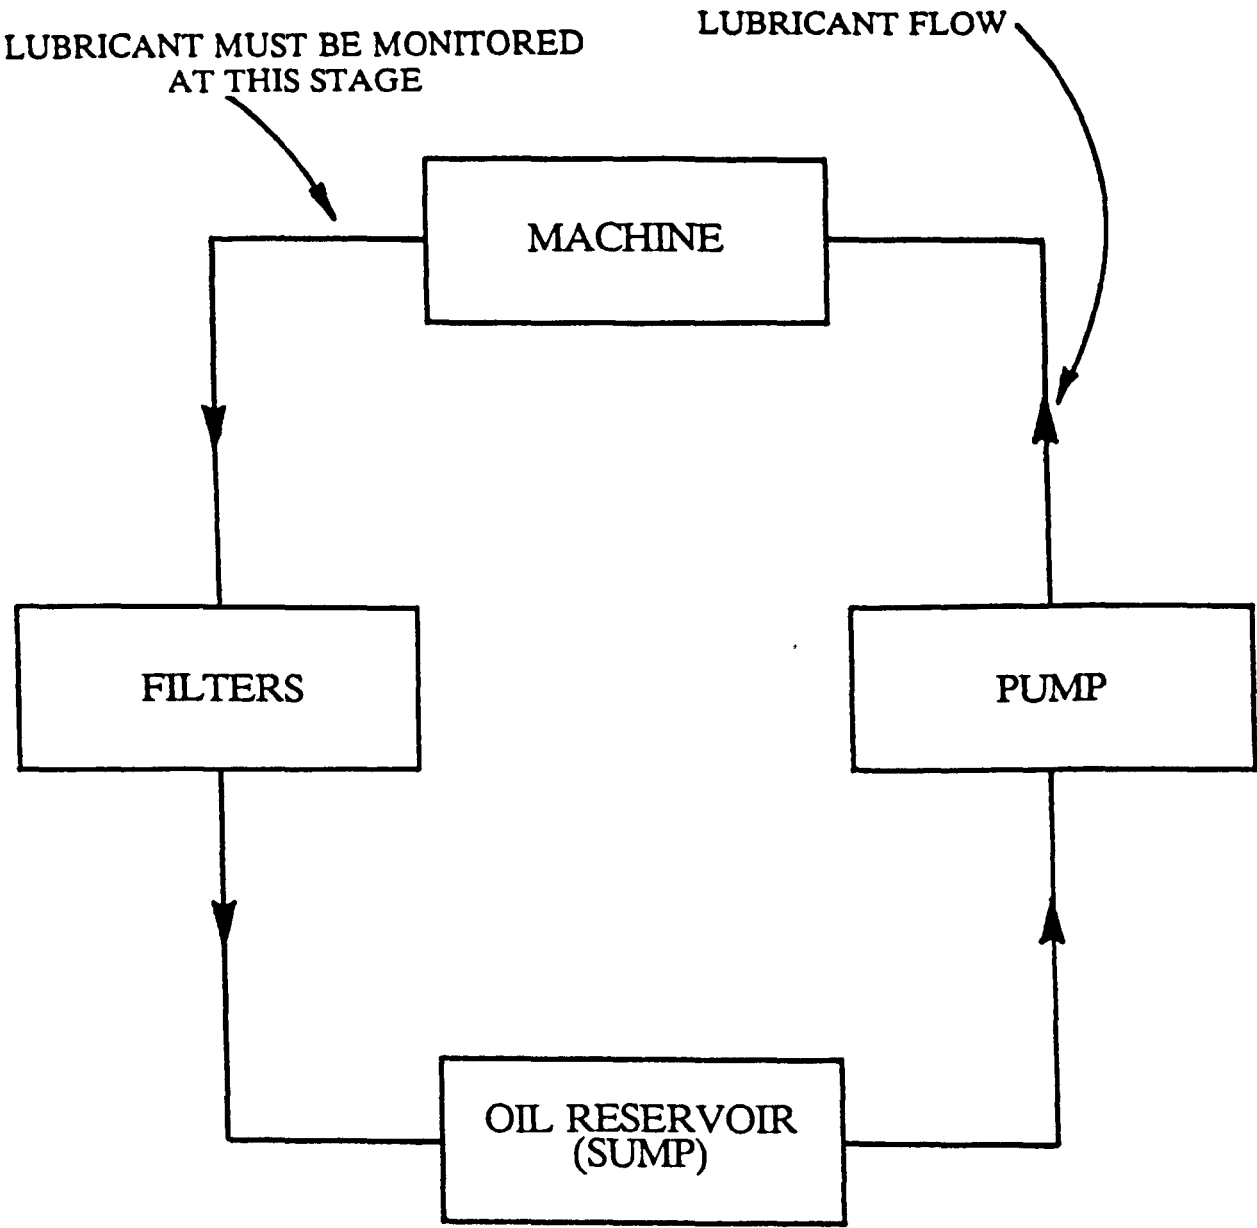 LUBRICANT FLOW
LUBRICANT MUST BE MONITORED
AT THIS STAGE
MACHINE
FILTERS
PUMP
OIL RESERVOIR
(SUMP)